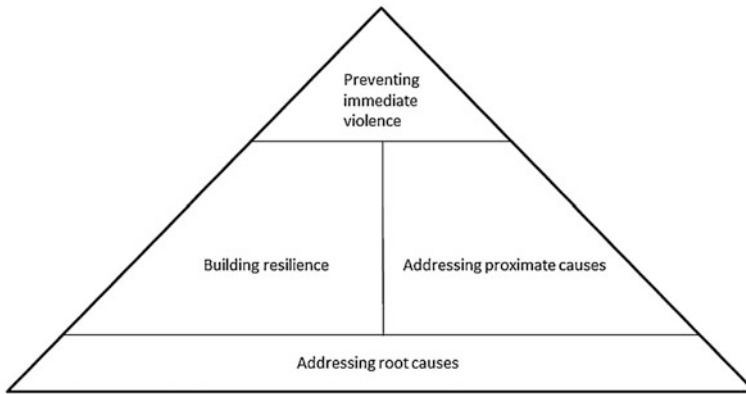 Preventing
immediate
violence
Building resilience
Addressing proximate causes
Addressing root causes